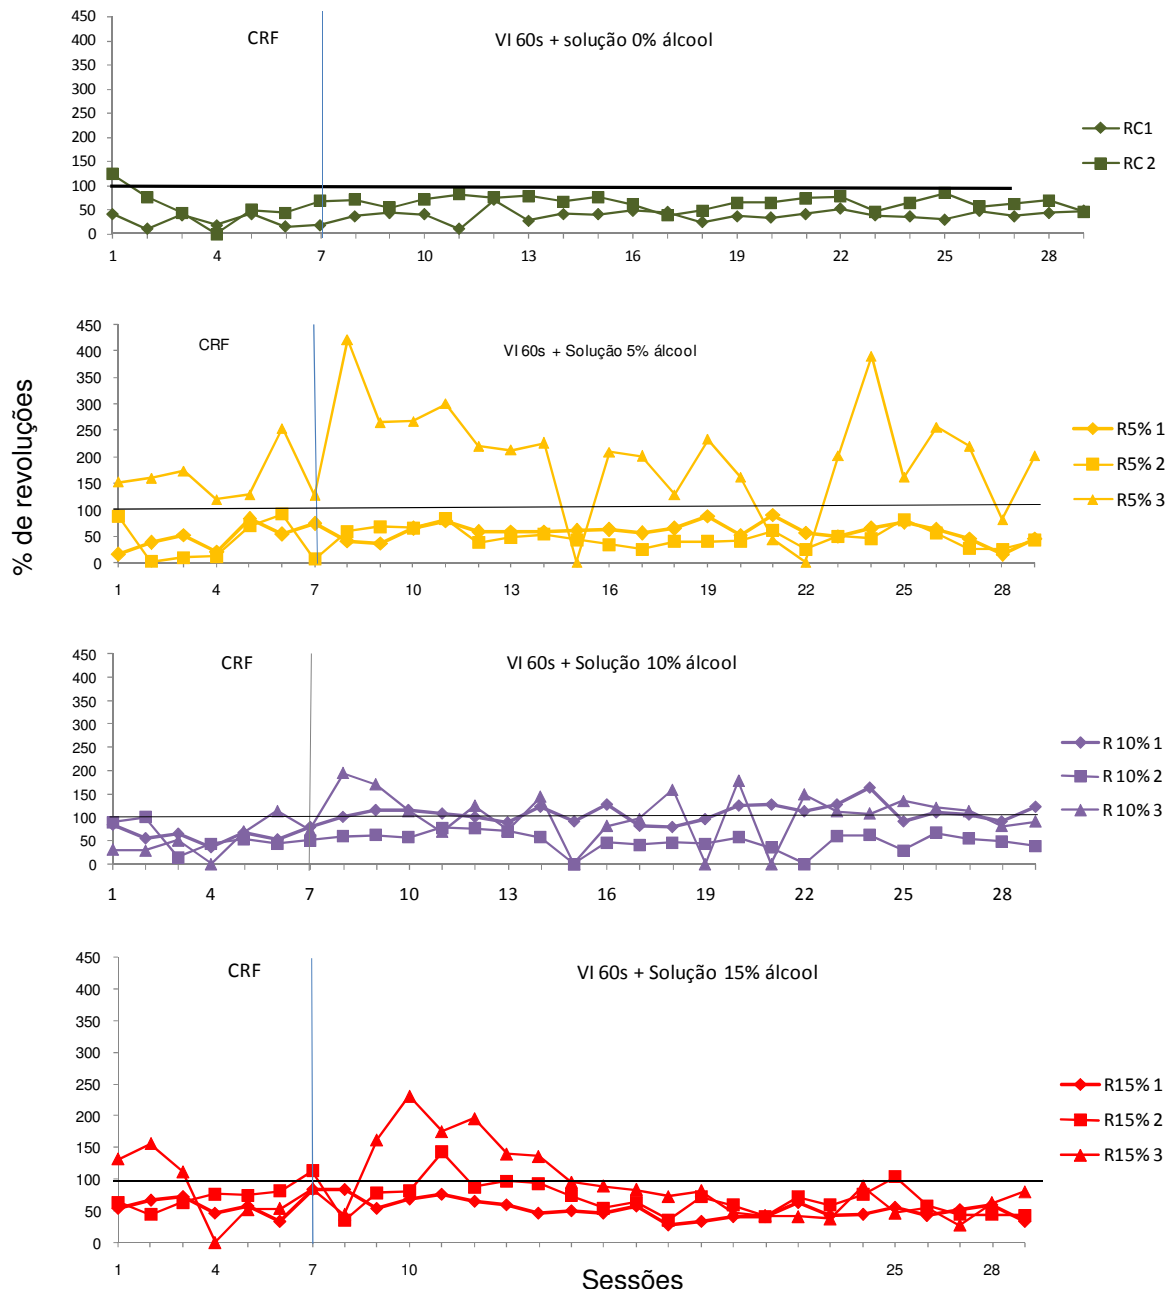 450
400
350
300
250
200
150
100
50
0
CRF
VI 60s + solução 0% álcool
1 4 7 10 13 16 19 22 25 28
RC1
RC 2
% de revoluções
450
400
350
300
250
200
150
100
50
0
CRF
VI 60s + Solução 5% álcool
1 4 7 10 13 16 19 22 25 28
R5% 1
R5% 2
R5% 3
450
400
350
300
250
200
150
100
50
0
CRF
VI 60s + Solução 10% álcool
1 4 7 10 13 16 19 22 25 28
R 10% 1
R 10% 2
R 10% 3
450
400
350
300
250
200
150
100
50
0
CRF
VI 60s + Solução 15% álcool
1 4 7 10 25 28
R15% 1
R15% 2
R15% 3
Sessões